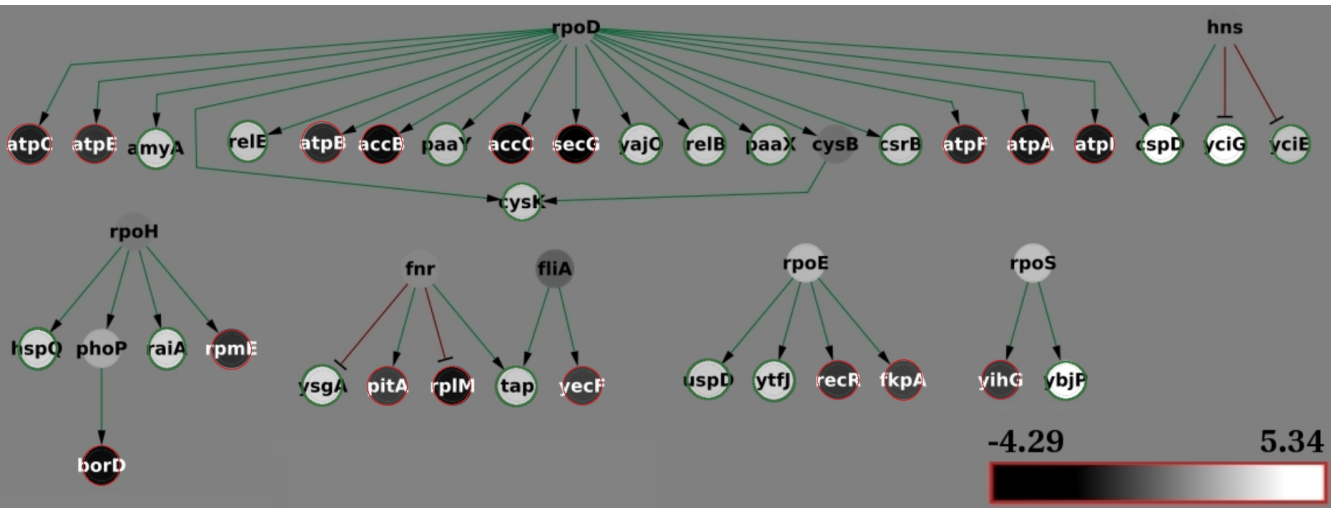 rpoD hns
atpC atpE amyA relE atpB accB paaY accC secG yajO relB paaX cysB csrB atpF atpA atpI cspD yciG yciE
cysK
rpoH fnr fliA rpoE rpoS
hspQ phoP raiA rpmE ysgA pitA rplM tap yecF uspD ytfJ recR fkpA yihG ybjP
borD
-4.29 5.34